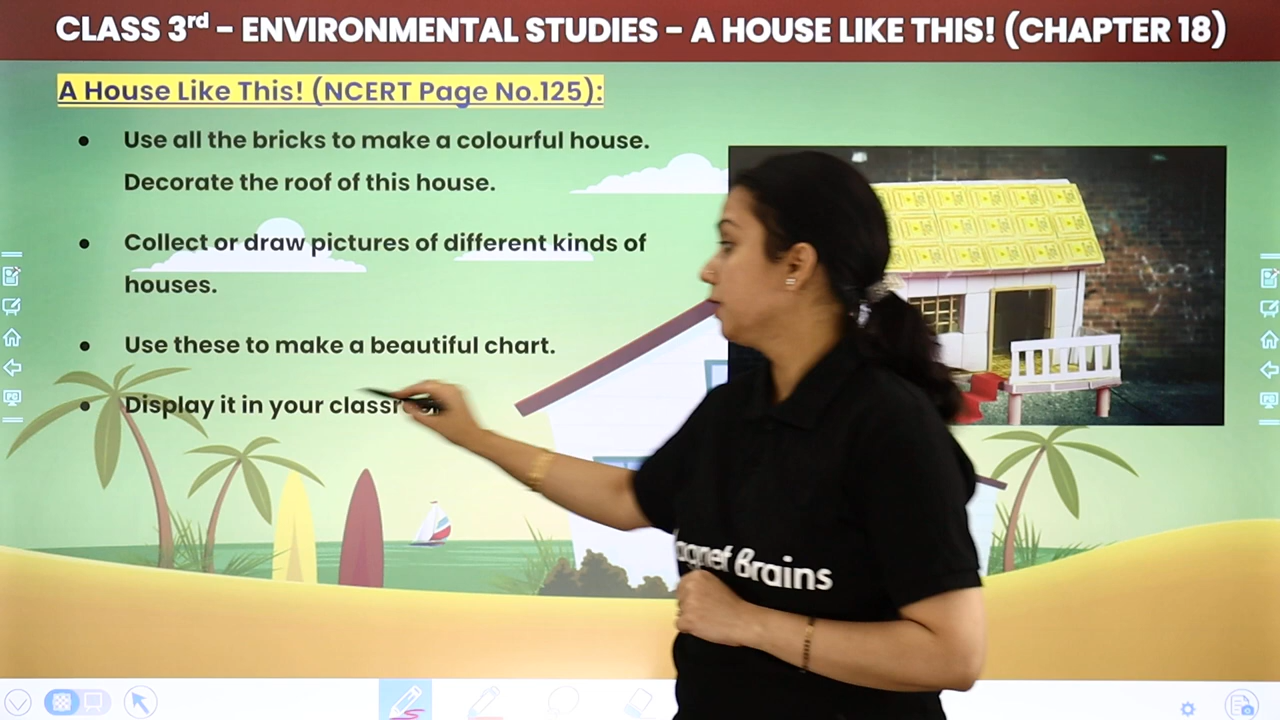 CLASS 3rd - ENVIRONMENTAL STUDIES - A HOUSE LIKE THIS! (CHAPTER 18)
A House Like This! (NCERT Page No.125):
• Use all the bricks to make a colourful house.
Decorate the roof of this house.
• Collect or draw pictures of different kinds of
houses.
• Use these to make a beautiful chart.
• Display it in your
Brains